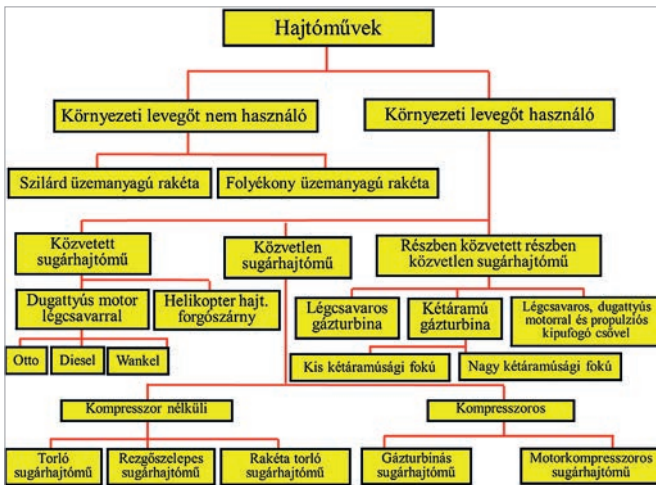 Hajtóművek
Környezeti levegőt nem használó
Környezeti levegőt használó
Szilárd üzemanyagú rakéta
Folyékony üzemanyagú rakéta
Közvetett
sugárhajtómű
Közvetlen
sugárhajtómű
Részben közvetett részben
közvetlen sugárhajtómű
Dugattyús motor
légcsavarral
Helikopter hajt.
forgószárny
Légcsavaros
gázturbina
Kétáramú
gázturbina
Légcsavaros, dugattyús
motorral és propulziós
kipufogó csővel
Otto
Diesel
Wankel
Kis kétáramúsági fokú
Nagy kétáramúsági fokú
Kompresszor nélküli
Kompresszoros
Torló
sugárhajtómű
Rezgőszelepes
sugárhajtómű
Rakéta torló
sugárhajtómű
Gázturbinás
sugárhajtómű
Motorkompresszoros
sugárhajtómű